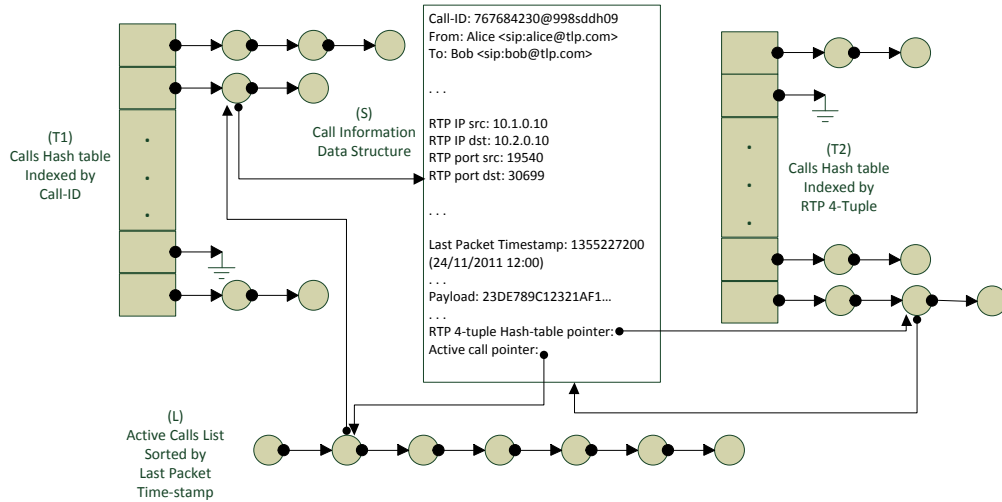 (T1)
Calls Hash table
Indexed by
Call-ID
(S)
Call Information
Data Structure
Call-ID: 767684230@998sddh09
From: Alice <sip:alice@tlp.com>
To: Bob <sip:bob@tlp.com>
. . .
RTP IP src: 10.1.0.10
RTP IP dst: 10.2.0.10
RTP port src: 19540
RTP port dst: 30699
. . .
Last Packet Timestamp: 1355227200
(24/11/2011 12:00)
. . .
Payload: 23DE789C12321AF1...
. . .
RTP 4-tuple Hash-table pointer:
Active call pointer:
(T2)
Calls Hash table
Indexed by
RTP 4-Tuple
(L)
Active Calls List
Sorted by
Last Packet
Time-stamp